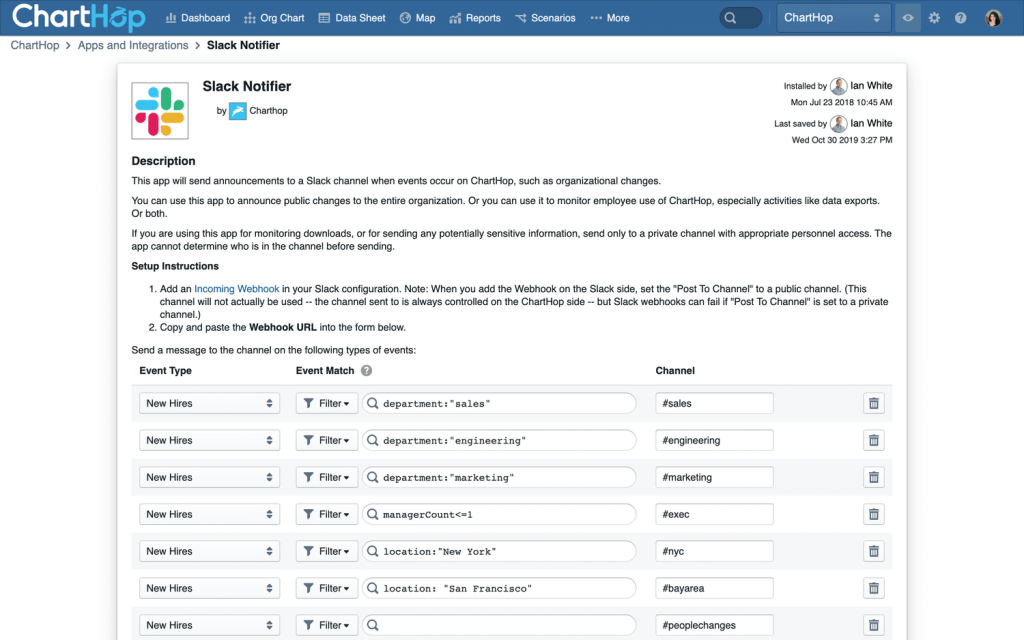 ChartHop Dashboard Org Chart Data Sheet Map Reports Scenarios More ChartHop
ChartHop > Apps and Integrations > Slack Notifier
Slack Notifier
by Charthop
Installed by Ian White
Mon Jul 23 2018 10:45 AM
Last saved by Ian White
Wed Oct 30 2019 3:27 PM
Description
This app will send announcements to a Slack channel when events occur on ChartHop, such as organizational changes.
You can use this app to announce public changes to the entire organization. Or you can use it to monitor employee use of ChartHop, especially activities like data exports.
Or both.
If you are using this app for monitoring downloads, or for sending any potentially sensitive information, send only to a private channel with appropriate personnel access. The
app cannot determine who is in the channel before sending.
Setup Instructions
1. Add an Incoming Webhook in your Slack configuration. Note: When you add the Webhook on the Slack side, set the "Post To Channel" to a public channel. (This
channel will not actually be used -- the channel sent to is always controlled on the ChartHop side -- but Slack webhooks can fail if "Post To Channel" is set to a private
channel.)
2. Copy and paste the Webhook URL into the form below.
Send a message to the channel on the following types of events:
Event Type Event Match ? Channel
New Hires Filter department:"sales" #sales
New Hires Filter department:"engineering" #engineering
New Hires Filter department:"marketing" #marketing
New Hires Filter managerCount<=1 #exec
New Hires Filter location:"New York" #nyc
New Hires Filter location: "San Francisco" #bayarea
New Hires Filter #peoplechanges